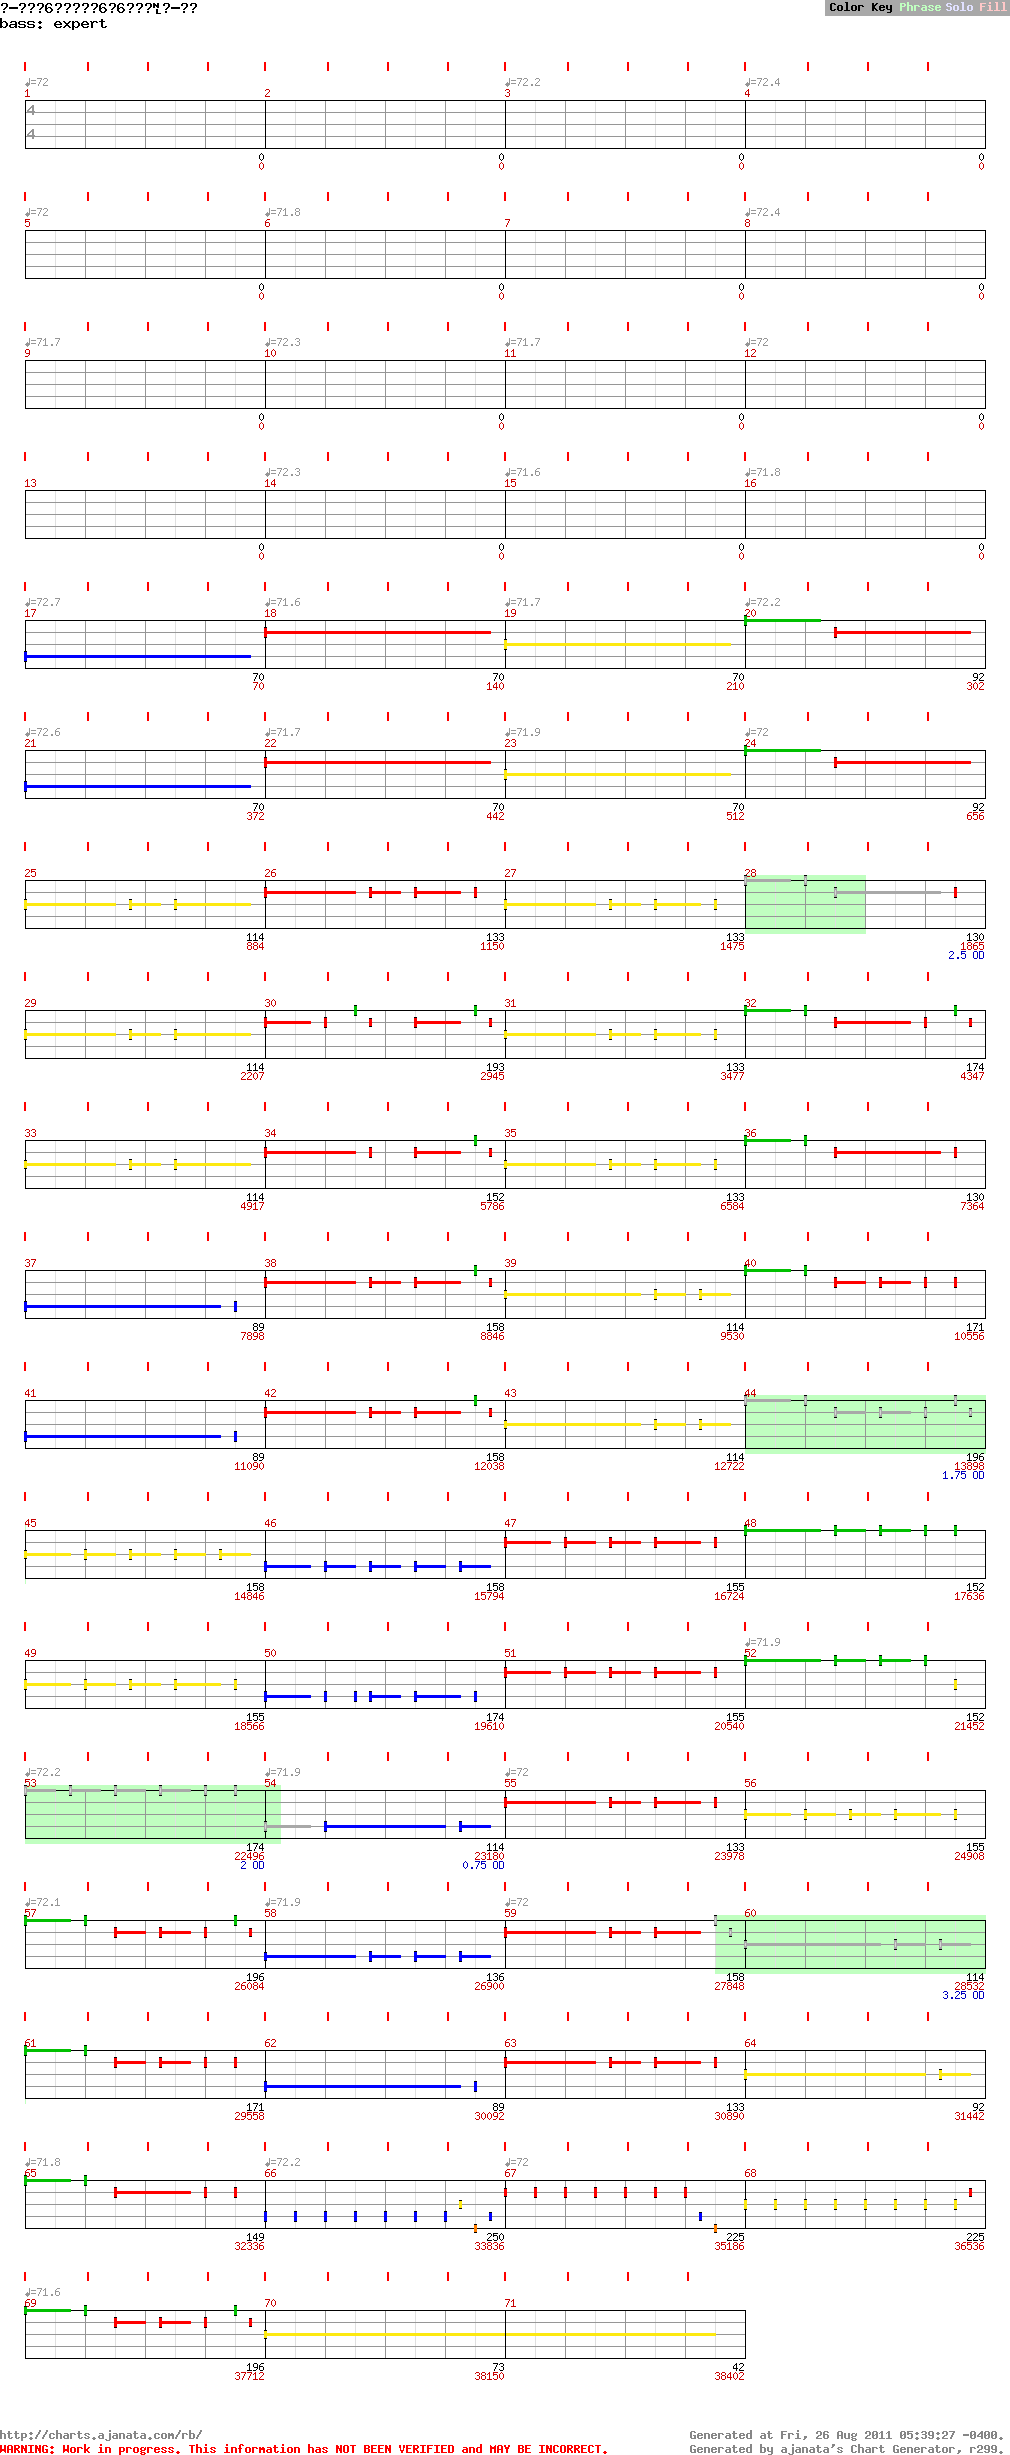 ?-???6?????6?6???␤?-??
Color Key Phrase Solo Fill
bass: expert
♩=72 ♩=72.2 ♩=72.4
1 2 3 4
4
4
0 0 0 0
0 0 0 0
♩=72 ♩=71.8 ♩=72.4
5 6 7 8
0 0 0 0
0 0 0 0
♩=71.7 ♩=72.3 ♩=71.7 ♩=72
9 10 11 12
0 0 0 0
0 0 0 0
♩=72.3 ♩=71.6 ♩=71.8
13 14 15 16
0 0 0 0
0 0 0 0
♩=72.7 ♩=71.6 ♩=71.7 ♩=72.2
17 18 19 20
70 70 70 92
70 140 210 302
♩=72.6 ♩=71.7 ♩=71.9 ♩=72
21 22 23 24
70 70 70 92
372 442 512 656
25 26 27 28
114 133 133 130
884 1150 1475 1865
2.5 OD
29 30 31 32
114 193 133 174
2207 2945 3477 4347
33 34 35 36
114 152 133 130
4917 5786 6584 7364
37 38 39 40
89 158 114 171
7898 8846 9530 10556
41 42 43 44
89 158 114 196
11090 12038 12722 13898
1.75 OD
45 46 47 48
158 158 155 152
14846 15794 16724 17636
♩=71.9
49 50 51 52
155 174 155 152
18566 19610 20540 21452
♩=72.2 ♩=71.9 ♩=72
53 54 55 56
174 114 133 155
22496 23180 23978 24908
2 OD 0.75 OD
♩=72.1 ♩=71.9 ♩=72
57 58 59 60
196 136 158 114
26084 26900 27848 28532
3.25 OD
61 62 63 64
171 89 133 92
29558 30092 30890 31442
♩=71.8 ♩=72.2 ♩=72
65 66 67 68
149 250 225 225
32336 33836 35186 36536
♩=71.6
69 70 71
196 73 42
37712 38150 38402
http://charts.ajanata.com/rb/
Generated at Fri, 26 Aug 2011 05:39:27 -0400.
WARNING: Work in progress. This information has NOT BEEN VERIFIED and MAY BE INCORRECT.
Generated by ajanata's Chart Generator, r299.